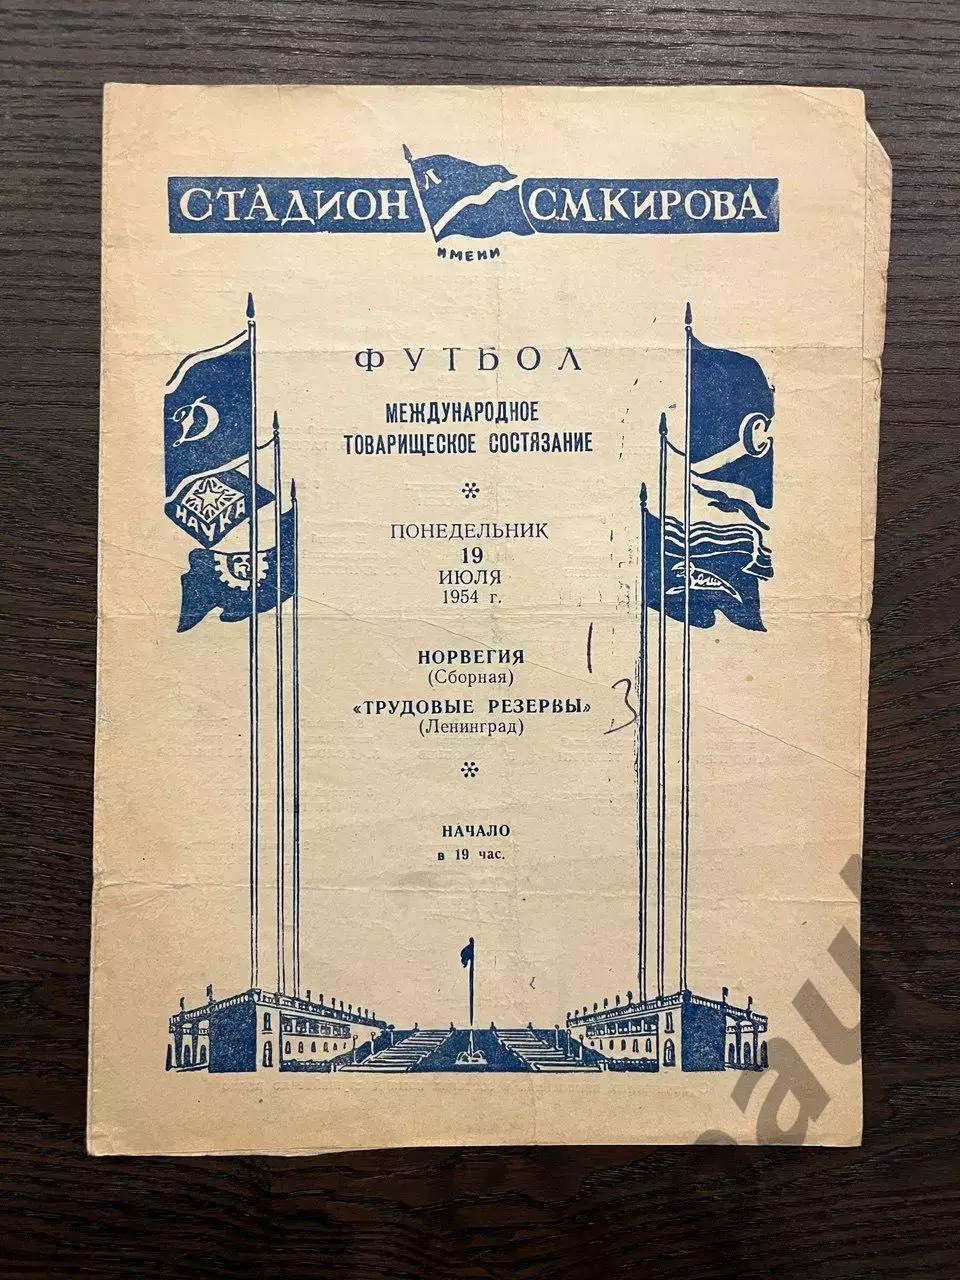 СТАДИОН Л С.М.КИРОВА
ИМЕНИ
ФУТБОЛ
МЕЖДУНАРОДНОЕ
ТОВАРИЩЕСКОЕ СОСТЯЗАНИЕ
Д
С
НАУКА
ПОНЕДЕЛЬНИК
19
ИЮЛЯ
1954 г.
НОРВЕГИЯ 1
(Сборная)
«ТРУДОВЫЕ РЕЗЕРВЫ» 3
(Ленинград)
НАЧАЛО
в 19 час.